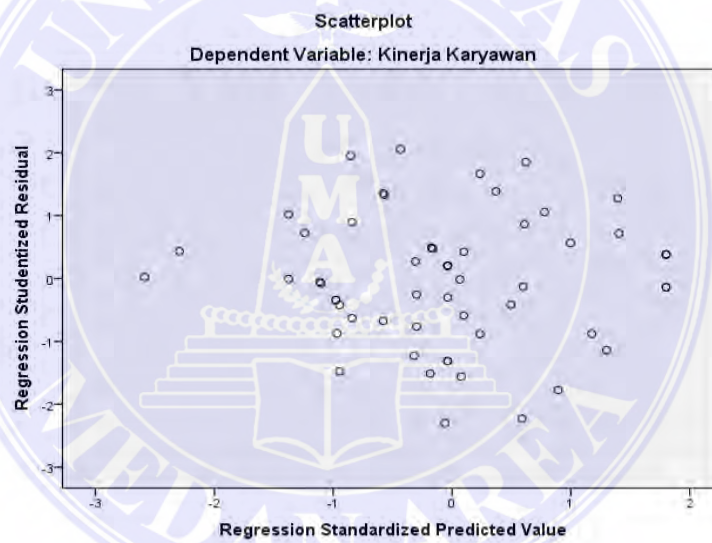 Scatterplot
Dependent Variable: Kinerja Karyawan
Regression Studentized Residual
3
2
1
0
-1
-2
-3
-3
-2
-1
0
1
2
Regression Standardized Predicted Value
UMA
MEDAN AREA